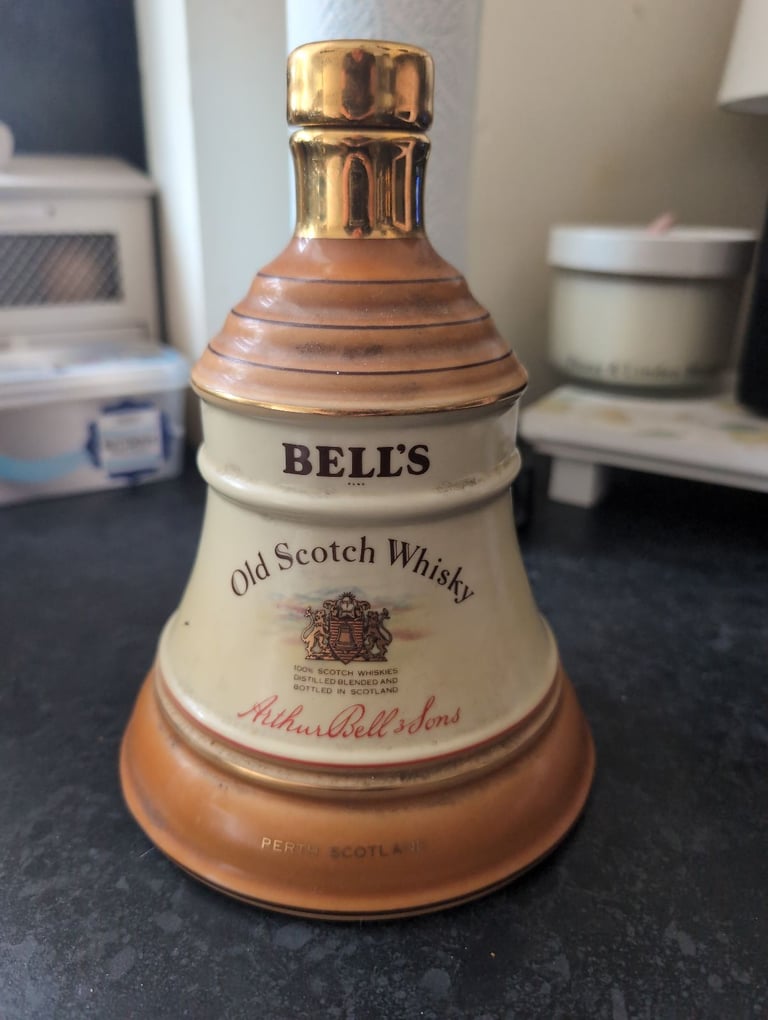 BELL'S
Old Scotch Whisky
100% SCOTCH WHISKIES
DISTILLED BLENDED AND
BOTTLED IN SCOTLAND
Arthur Bell & Sons
PERTH SCOTLAND